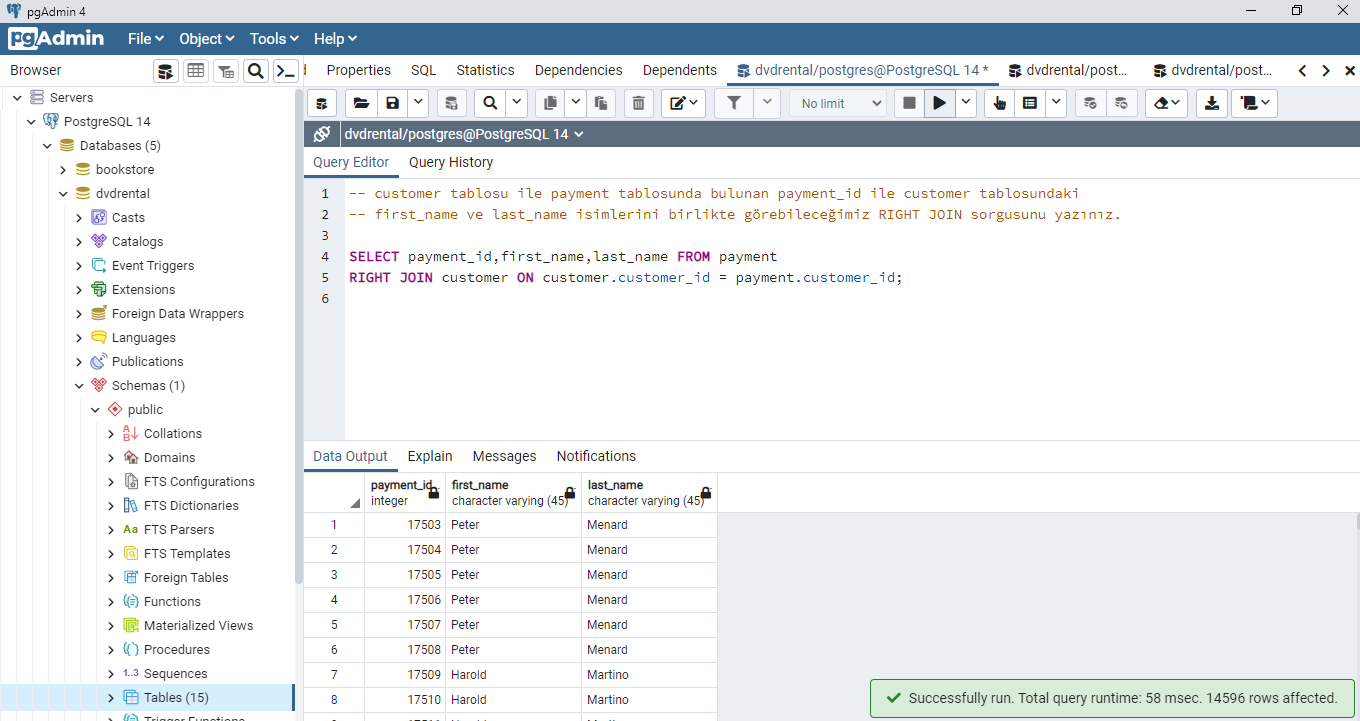 pgAdmin 4
pgAdmin
File Object Tools Help
Browser
Properties SQL Statistics Dependencies Dependents dvdrental/postgres@PostgreSQL 14 * dvdrental/post... dvdrental/post...
Servers
PostgreSQL 14
Databases (5)
bookstore
dvdrental
Casts
Catalogs
Event Triggers
Extensions
Foreign Data Wrappers
Languages
Publications
Schemas (1)
public
Collations
Domains
FTS Configurations
FTS Dictionaries
Aa FTS Parsers
FTS Templates
Foreign Tables
Functions
Materialized Views
Procedures
1..3 Sequences
Tables (15)
Trigger Functions
No limit
dvdrental/postgres@PostgreSQL 14
Query Editor Query History
1 -- customer tablosu ile payment tablosunda bulunan payment_id ile customer tablosundaki
2 -- first_name ve last_name isimlerini birlikte görebileceğimiz RIGHT JOIN sorgusunu yazınız.
3
4 SELECT payment_id,first_name,last_name FROM payment
5 RIGHT JOIN customer ON customer.customer_id = payment.customer_id;
6
Data Output Explain Messages Notifications
payment_id first_name last_name
integer character varying (45) character varying (45)
1 17503 Peter Menard
2 17504 Peter Menard
3 17505 Peter Menard
4 17506 Peter Menard
5 17507 Peter Menard
6 17508 Peter Menard
7 17509 Harold Martino
8 17510 Harold Martino
Successfully run. Total query runtime: 58 msec. 14596 rows affected.